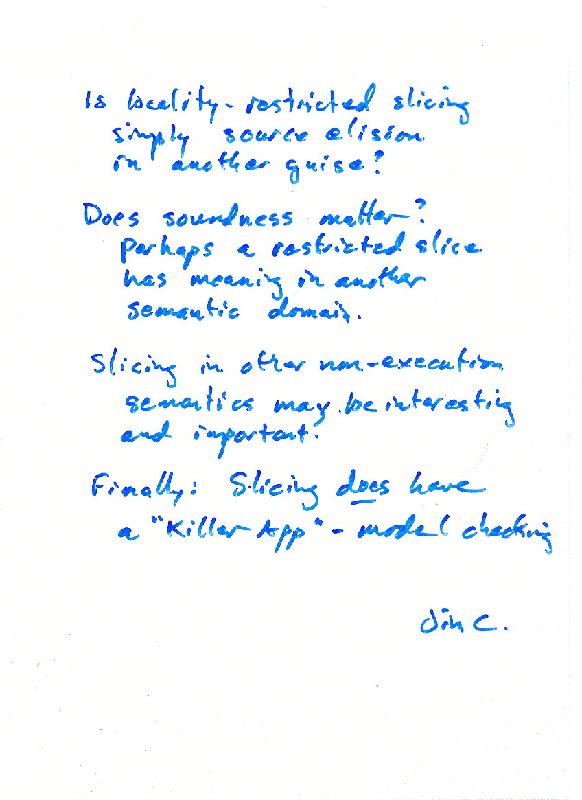 Is locality-restricted slicing
simply source elision
in another guise?
Does soundness matter?
Perhaps a restricted slice
has meaning in another
semantic domain.
Slicing in other non-execution
semantics may be interesting
and important.
Finally: Slicing does have
a "Killer App" - model checking
Jim C.